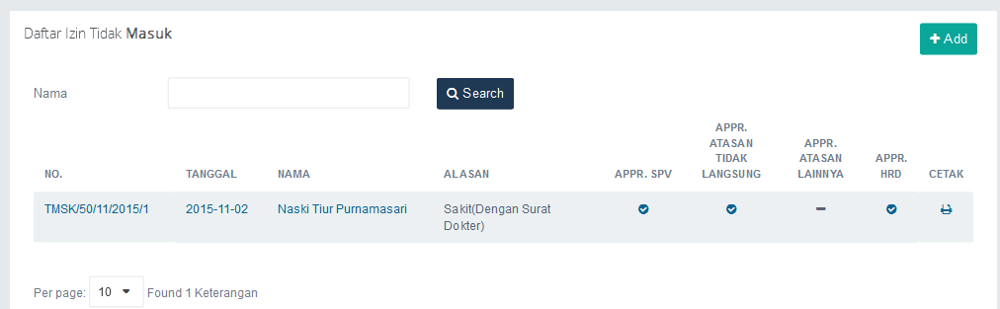 Daftar Izin Tidak Masuk
Add
Nama
Search
NO. TANGGAL NAMA ALASAN APPR. SPV APPR. ATASAN TIDAK LANGSUNG APPR. ATASAN LAINNYA APPR. HRD CETAK
TMSK/50/11/2015/1 2015-11-02 Naski Tiur Purnamasari Sakit(Dengan Surat
Dokter)
Per page: 10 Found 1 Keterangan